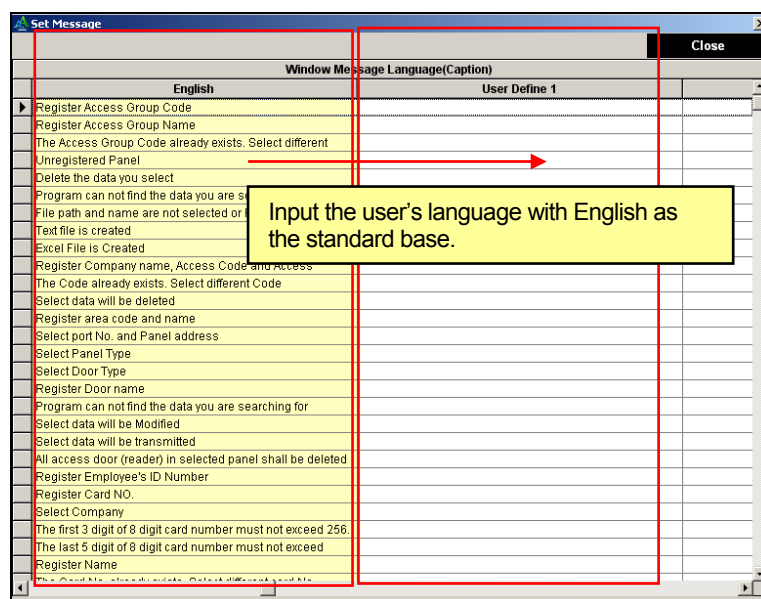 Set Message
Close
Window Message Language(Caption)
English
User Define 1
Register Access Group Code
Register Access Group Name
The Access Group Code already exists. Select different
Unregistered Panel
Delete the data you select
Program can not find the data you are
File path and name are not selected or
Input the user's language with English as
the standard base.
Text file is created
Excel File is Created
Register Company name, Access Code and Access
The Code already exists. Select different Code
Select data will be deleted
Register area code and name
Select port No. and Panel address
Select Panel Type
Select Door Type
Register Door name
Program can not find the data you are searching for
Select data will be Modified
Select data will be transmitted
All access door (reader) in selected panel shall be deleted
Register Employee's ID Number
Register Card NO.
Select Company
The first 3 digit of 8 digit card number must not exceed 256.
The last 5 digit of 8 digit card number must not exceed
Register Name